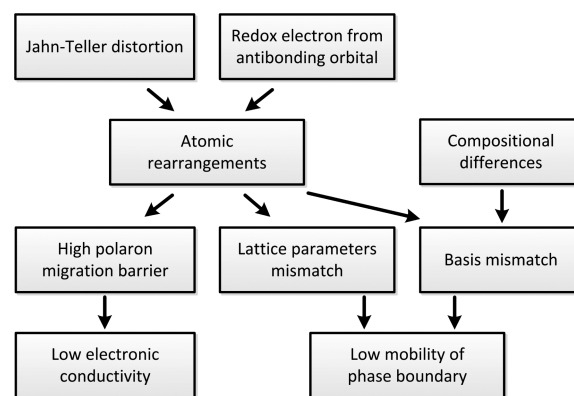 Jahn-Teller distortion
Redox electron from
antibonding orbital
Atomic
rearrangements
Compositional
differences
High polaron
migration barrier
Lattice parameters
mismatch
Basis mismatch
Low electronic
conductivity
Low mobility of
phase boundary